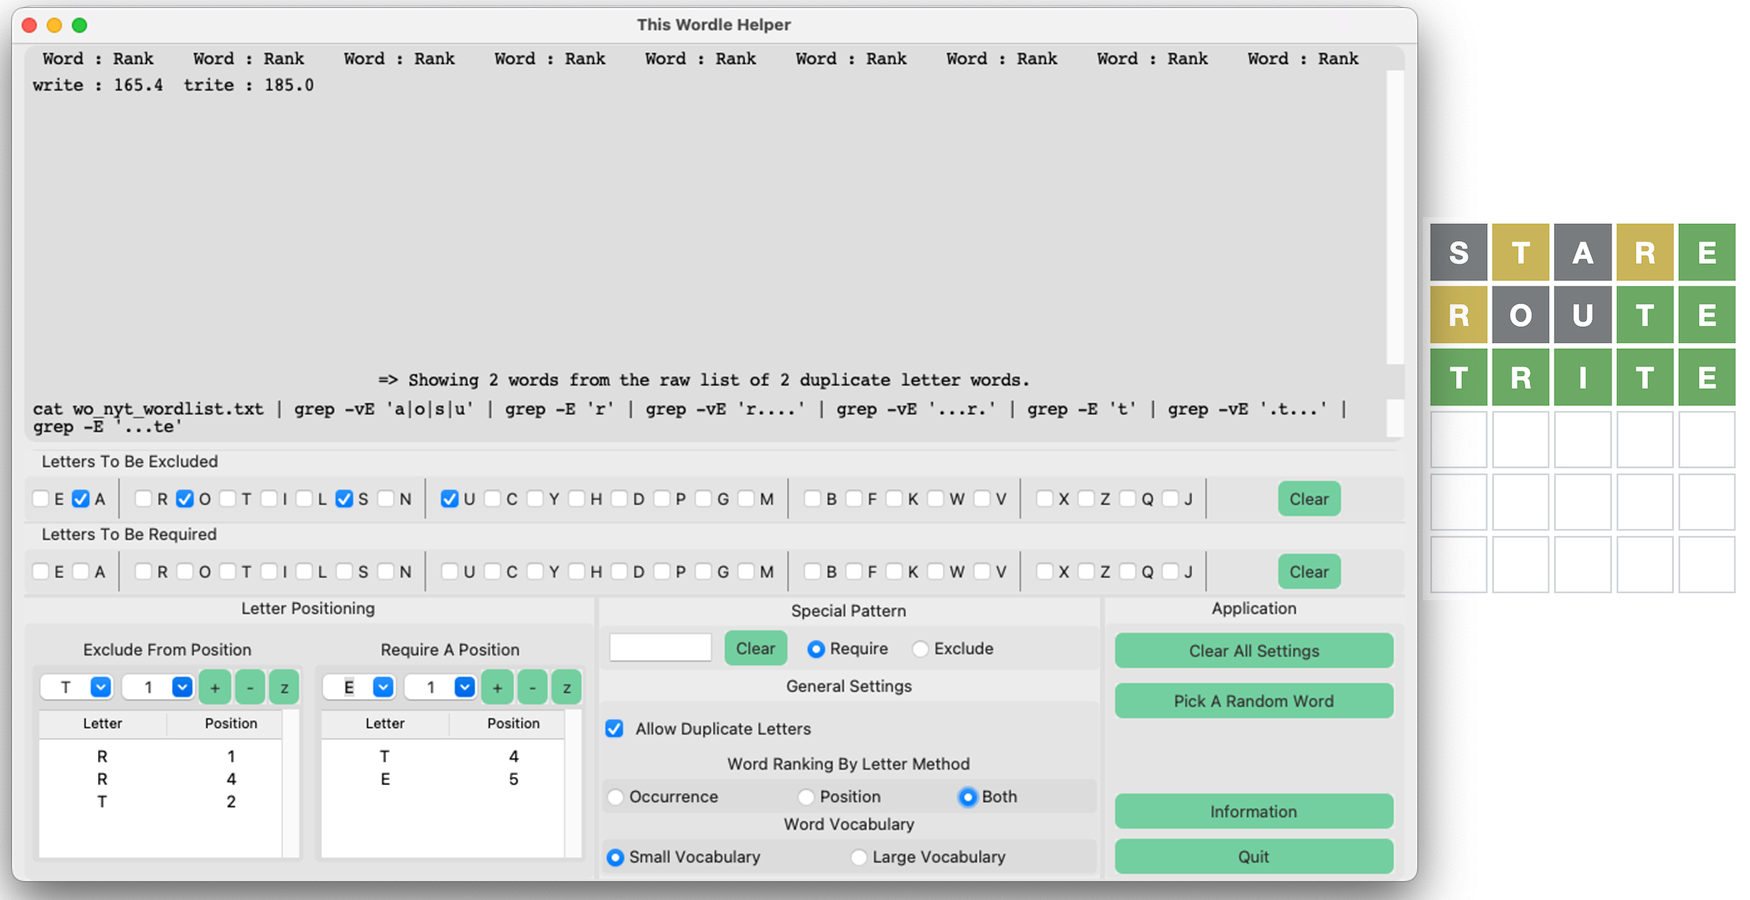 This Wordle Helper
Word : Rank Word : Rank Word : Rank Word : Rank Word : Rank Word : Rank Word : Rank Word : Rank Word : Rank
write : 165.4 trite : 185.0
=> Showing 2 words from the raw list of 2 duplicate letter words.
cat wo_nyt_wordlist.txt | grep -vE 'a|o|s|u' | grep -E 'r' | grep -vE 'r....' | grep -vE '...r.' | grep -E 't' | grep -vE '.t...' |
grep -E '...te'
Letters To Be Excluded
E A R O T I L S N U C Y H D P G M B F K W V X Z Q J Clear
Letters To Be Required
E A R O T I L S N U C Y H D P G M B F K W V X Z Q J Clear
Letter Positioning
Exclude From Position
T 1 + - z
Letter Position
R 1
R 4
T 2
Require A Position
E 1 + - z
Letter Position
T 4
E 5
Special Pattern
Clear Require Exclude
General Settings
Allow Duplicate Letters
Word Ranking By Letter Method
Occurrence Position Both
Word Vocabulary
Small Vocabulary Large Vocabulary
Application
Clear All Settings
Pick A Random Word
Information
Quit
S T A R E
R O U T E
T R I T E